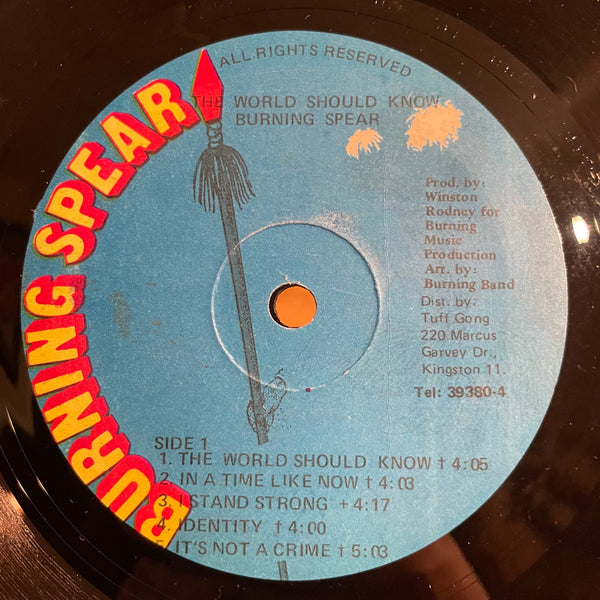 ALL RIGHTS RESERVED
THE WORLD SHOULD KNOW
BURNING SPEAR
BURNING SPEAR
Prod. by:
Winston
Rodney for
Burning
Music
Production
Art. by:
Burning Band
Dist. by:
Tuff Gong
220 Marcus
Garvey Dr.,
Kingston 11.
Tel: 39380-4
SIDE 1
1. THE WORLD SHOULD KNOW † 4:05
2. IN A TIME LIKE NOW † 4:03
3. I STAND STRONG + 4:17
4. IDENTITY † 4:00
5. IT'S NOT A CRIME † 5:03